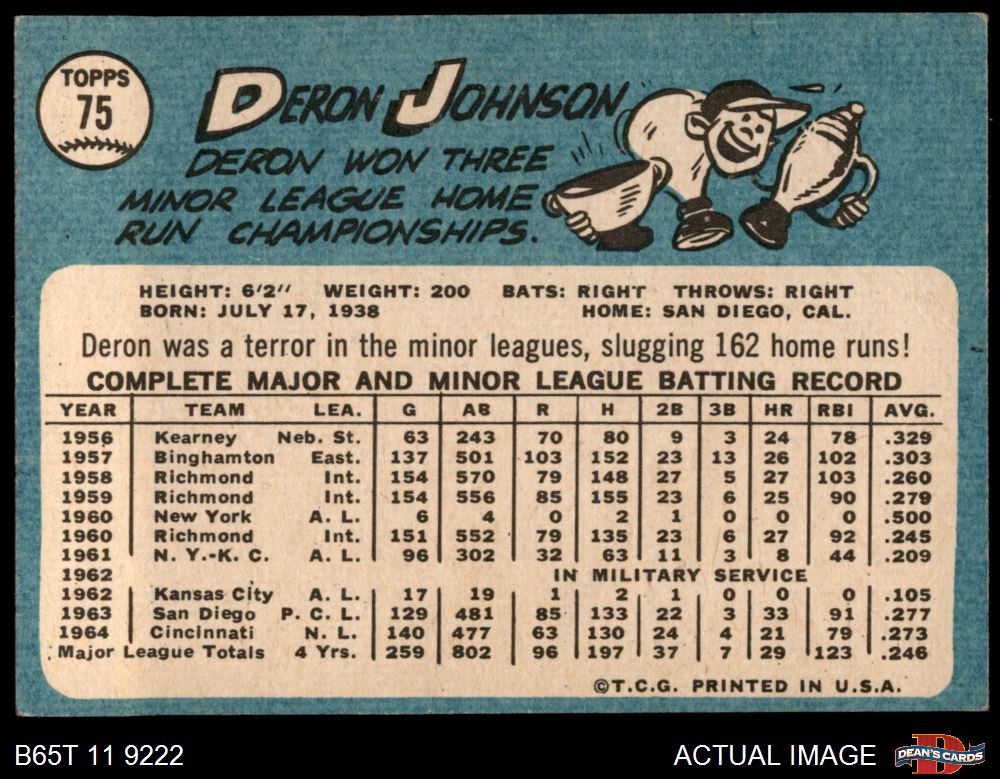 TOPPS
75
DERON JOHNSON
DERON WON THREE
MINOR LEAGUE HOME
RUN CHAMPIONSHIPS.
HEIGHT: 6'2" WEIGHT: 200 BATS: RIGHT THROWS: RIGHT
BORN: JULY 17, 1938 HOME: SAN DIEGO, CAL.
Deron was a terror in the minor leagues, slugging 162 home runs!
COMPLETE MAJOR AND MINOR LEAGUE BATTING RECORD
YEAR TEAM LEA. G AB R H 2B 3B HR RBI AVG.
1956 Kearney Neb. St. 63 243 70 80 9 3 24 78 .329
1957 Binghamton East. 137 501 103 152 23 13 26 102 .303
1958 Richmond Int. 154 570 79 148 27 5 27 103 .260
1959 Richmond Int. 154 556 85 155 23 6 25 90 .279
1960 New York A. L. 6 4 0 2 1 0 0 0 .500
1960 Richmond Int. 151 552 79 135 23 6 27 92 .245
1961 N. Y.-K. C. A. L. 96 302 32 63 11 3 8 44 .209
1962 IN MILITARY SERVICE
1962 Kansas City A. L. 17 19 1 2 1 0 0 0 .105
1963 San Diego P. C. L. 129 481 85 133 22 3 33 91 .277
1964 Cincinnati N. L. 140 477 63 130 24 4 21 79 .273
Major League Totals 4 Yrs. 259 802 96 197 37 7 29 123 .246
©T.C.G. PRINTED IN U.S.A.
B65T 11 9222 ACTUAL IMAGE DEAN'S CARDS